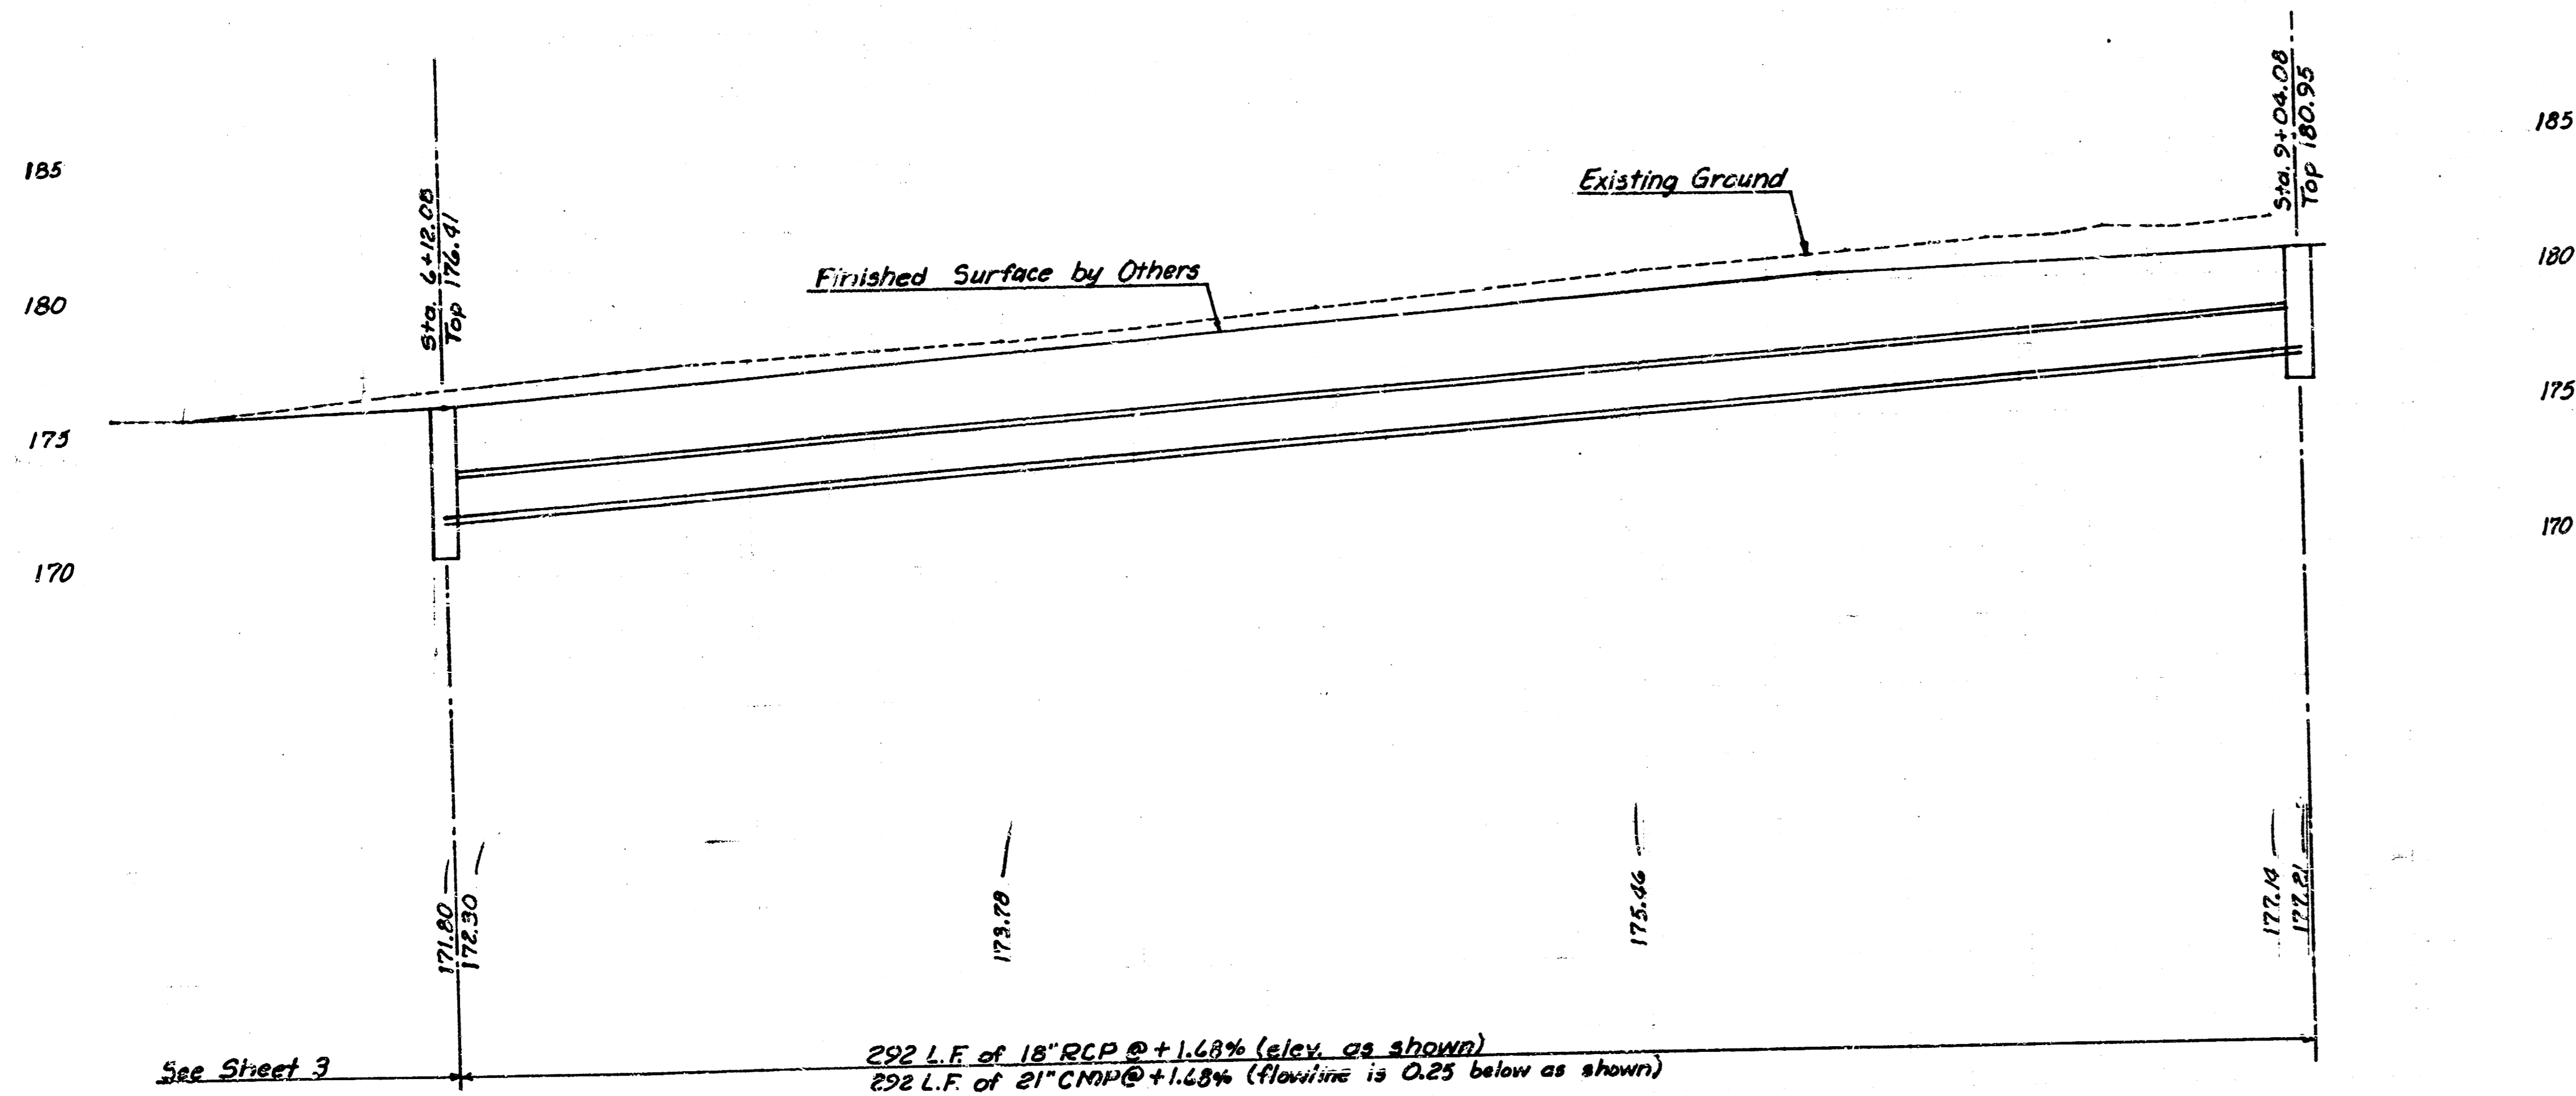 185
180
175
170
Sta. 6+12.08
Top 176.41
Finished Surface by Others
Existing Ground
Sta. 9+04.08
Top 180.95
185
180
175
170
171.80
172.30
173.78
175.46
177.14
177.21
See Sheet 3
292 L.F. of 18" RCP @ +1.68% (elev. as shown)
292 L.F. of 21" CMP @ +1.68% (flowline is 0.25 below as shown)